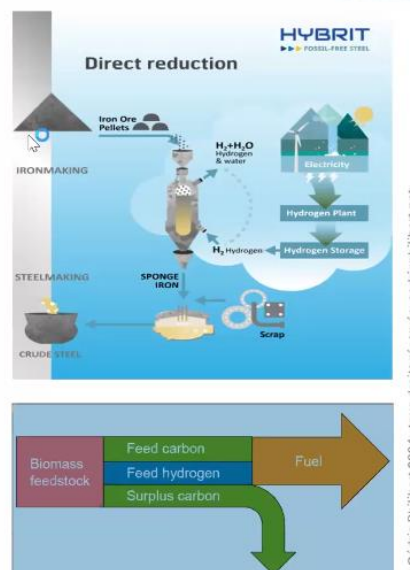 HYBRIT
FOSSIL-FREE STEEL
Direct reduction
Iron Ore
Pellets
H₂+H₂O
Hydrogen
& water
Electricity
IRONMAKING
Hydrogen Plant
H₂ Hydrogen
Hydrogen Storage
STEELMAKING
SPONGE
IRON
Scrap
CRUDE STEEL
Biomass
feedstock
Feed carbon
Feed hydrogen
Surplus carbon
Fuel